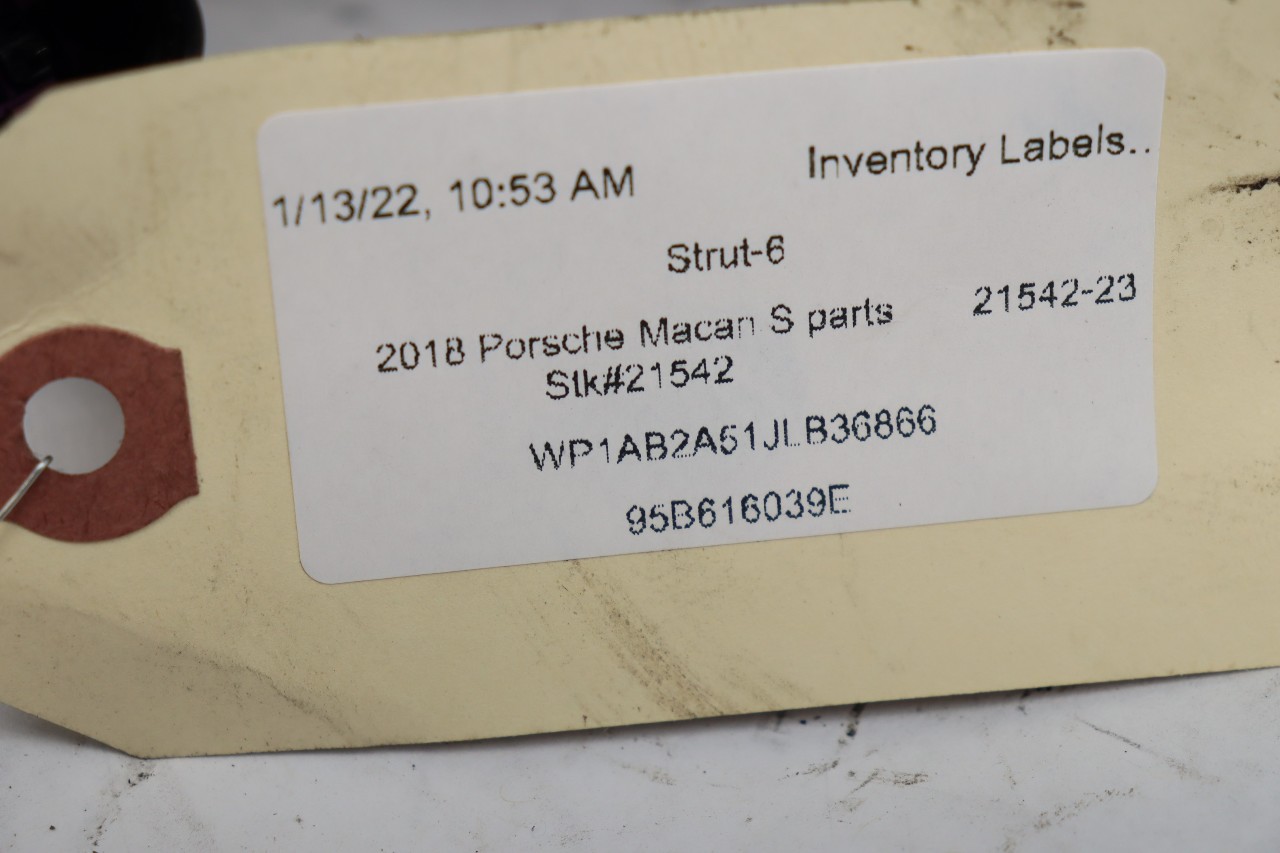 1/13/22, 10:53 AM Inventory Labels..
Strut-6
2018 Porsche Macan S parts 21542-23
Stk#21542
WP1AB2A51JLB36866
95B616039E